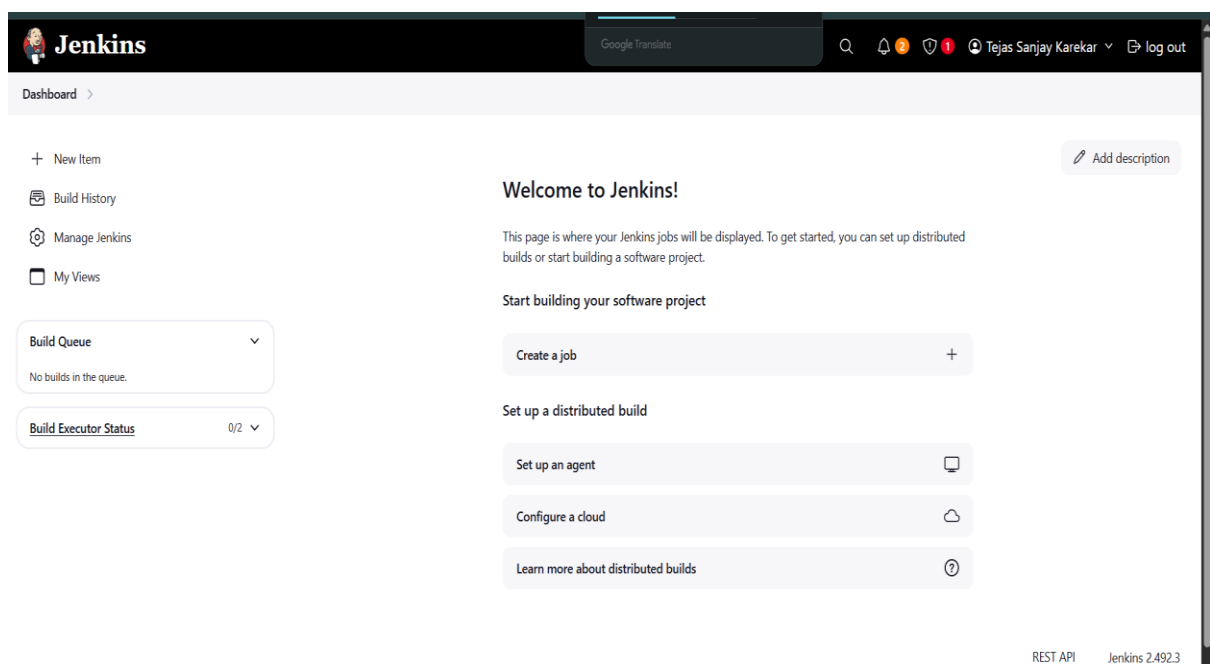 Jenkins
Google Translate
2
1
Tejas Sanjay Karekar
log out
Dashboard
New Item
Build History
Manage Jenkins
My Views
Add description
Welcome to Jenkins!
This page is where your Jenkins jobs will be displayed. To get started, you can set up distributed
builds or start building a software project.
Start building your software project
Create a job
Build Queue
No builds in the queue.
Build Executor Status 0/2
Set up a distributed build
Set up an agent
Configure a cloud
Learn more about distributed builds
REST API Jenkins 2.492.3